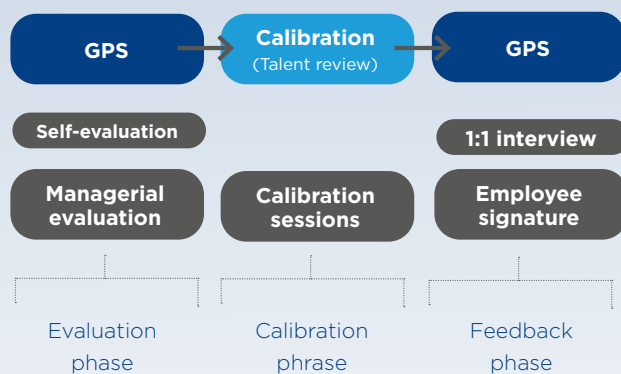 GPS
Calibration
(Talent review)
GPS
Self-evaluation
1:1 interview
Managerial
evaluation
Calibration
sessions
Employee
signature
Evaluation
phase
Calibration
phrase
Feedback
phase